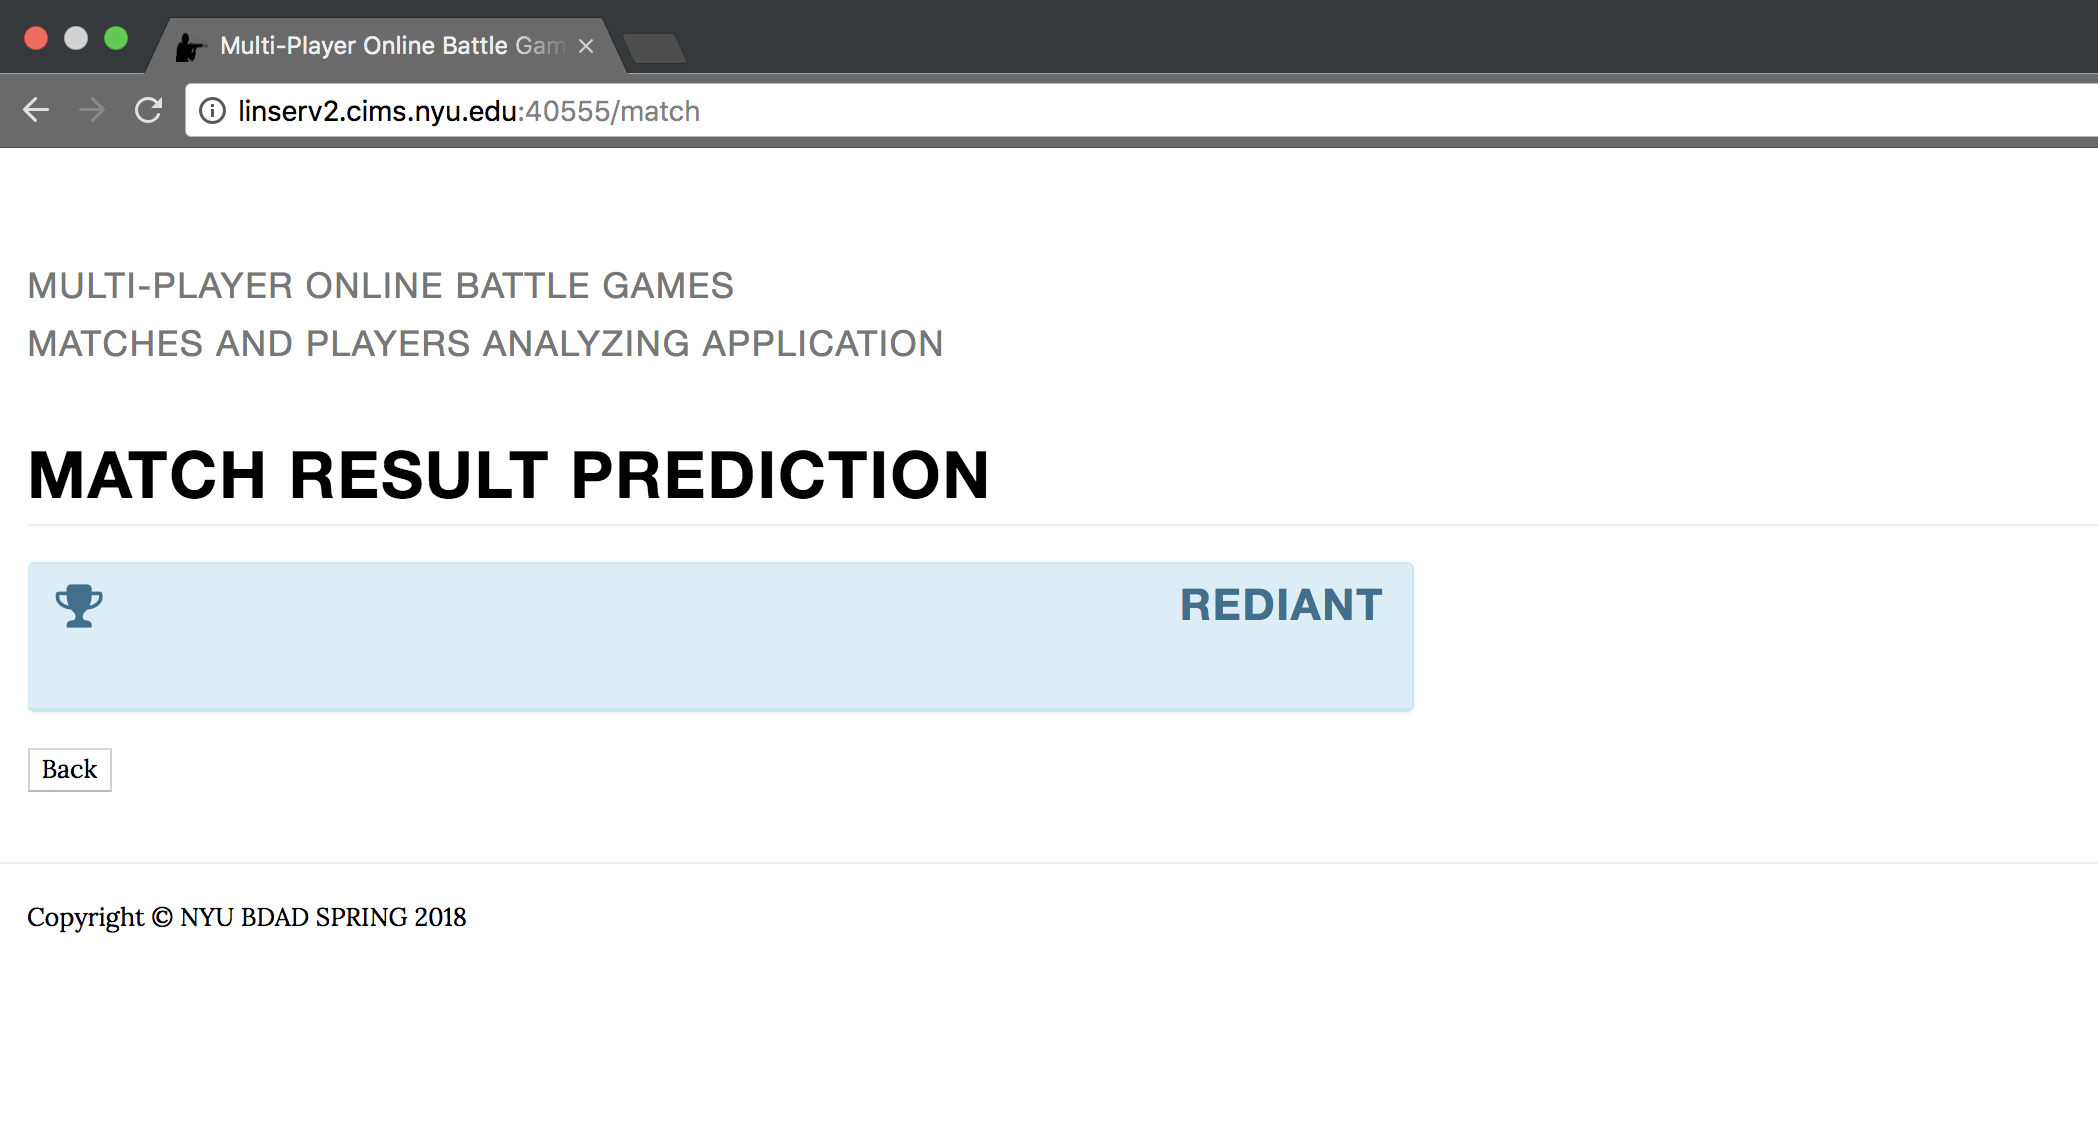 Multi-Player Online Battle Gam
linserv2.cims.nyu.edu:40555/match
MULTI-PLAYER ONLINE BATTLE GAMES
MATCHES AND PLAYERS ANALYZING APPLICATION
MATCH RESULT PREDICTION
REDIANT
Back
Copyright © NYU BDAD SPRING 2018